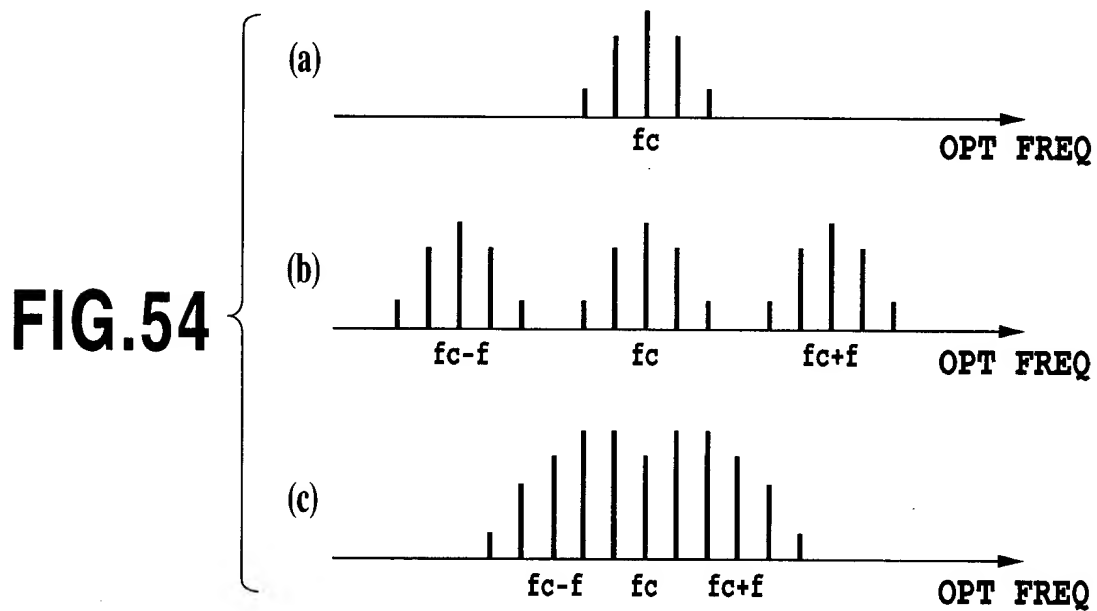 FIG.54
(a)
fc
OPT FREQ
(b)
fc-f fc fc+f
OPT FREQ
(c)
fc-f fc fc+f
OPT FREQ